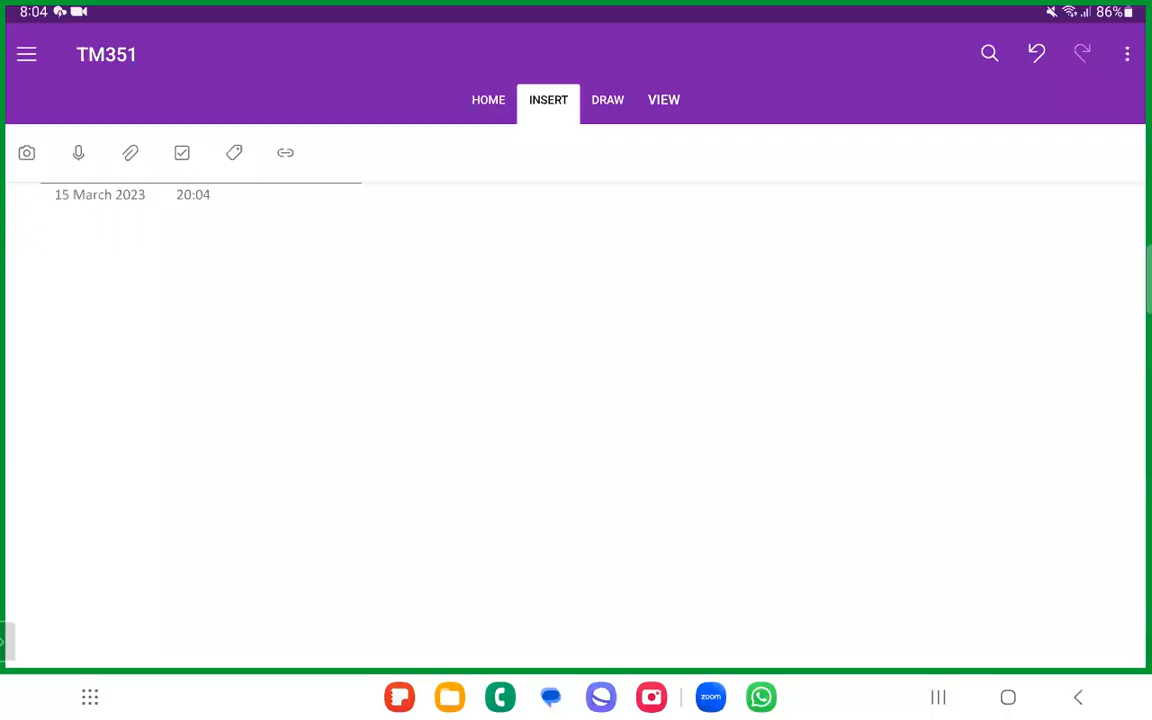 8:04 86%
TM351
HOME INSERT DRAW VIEW
15 March 2023 20:04
zoom